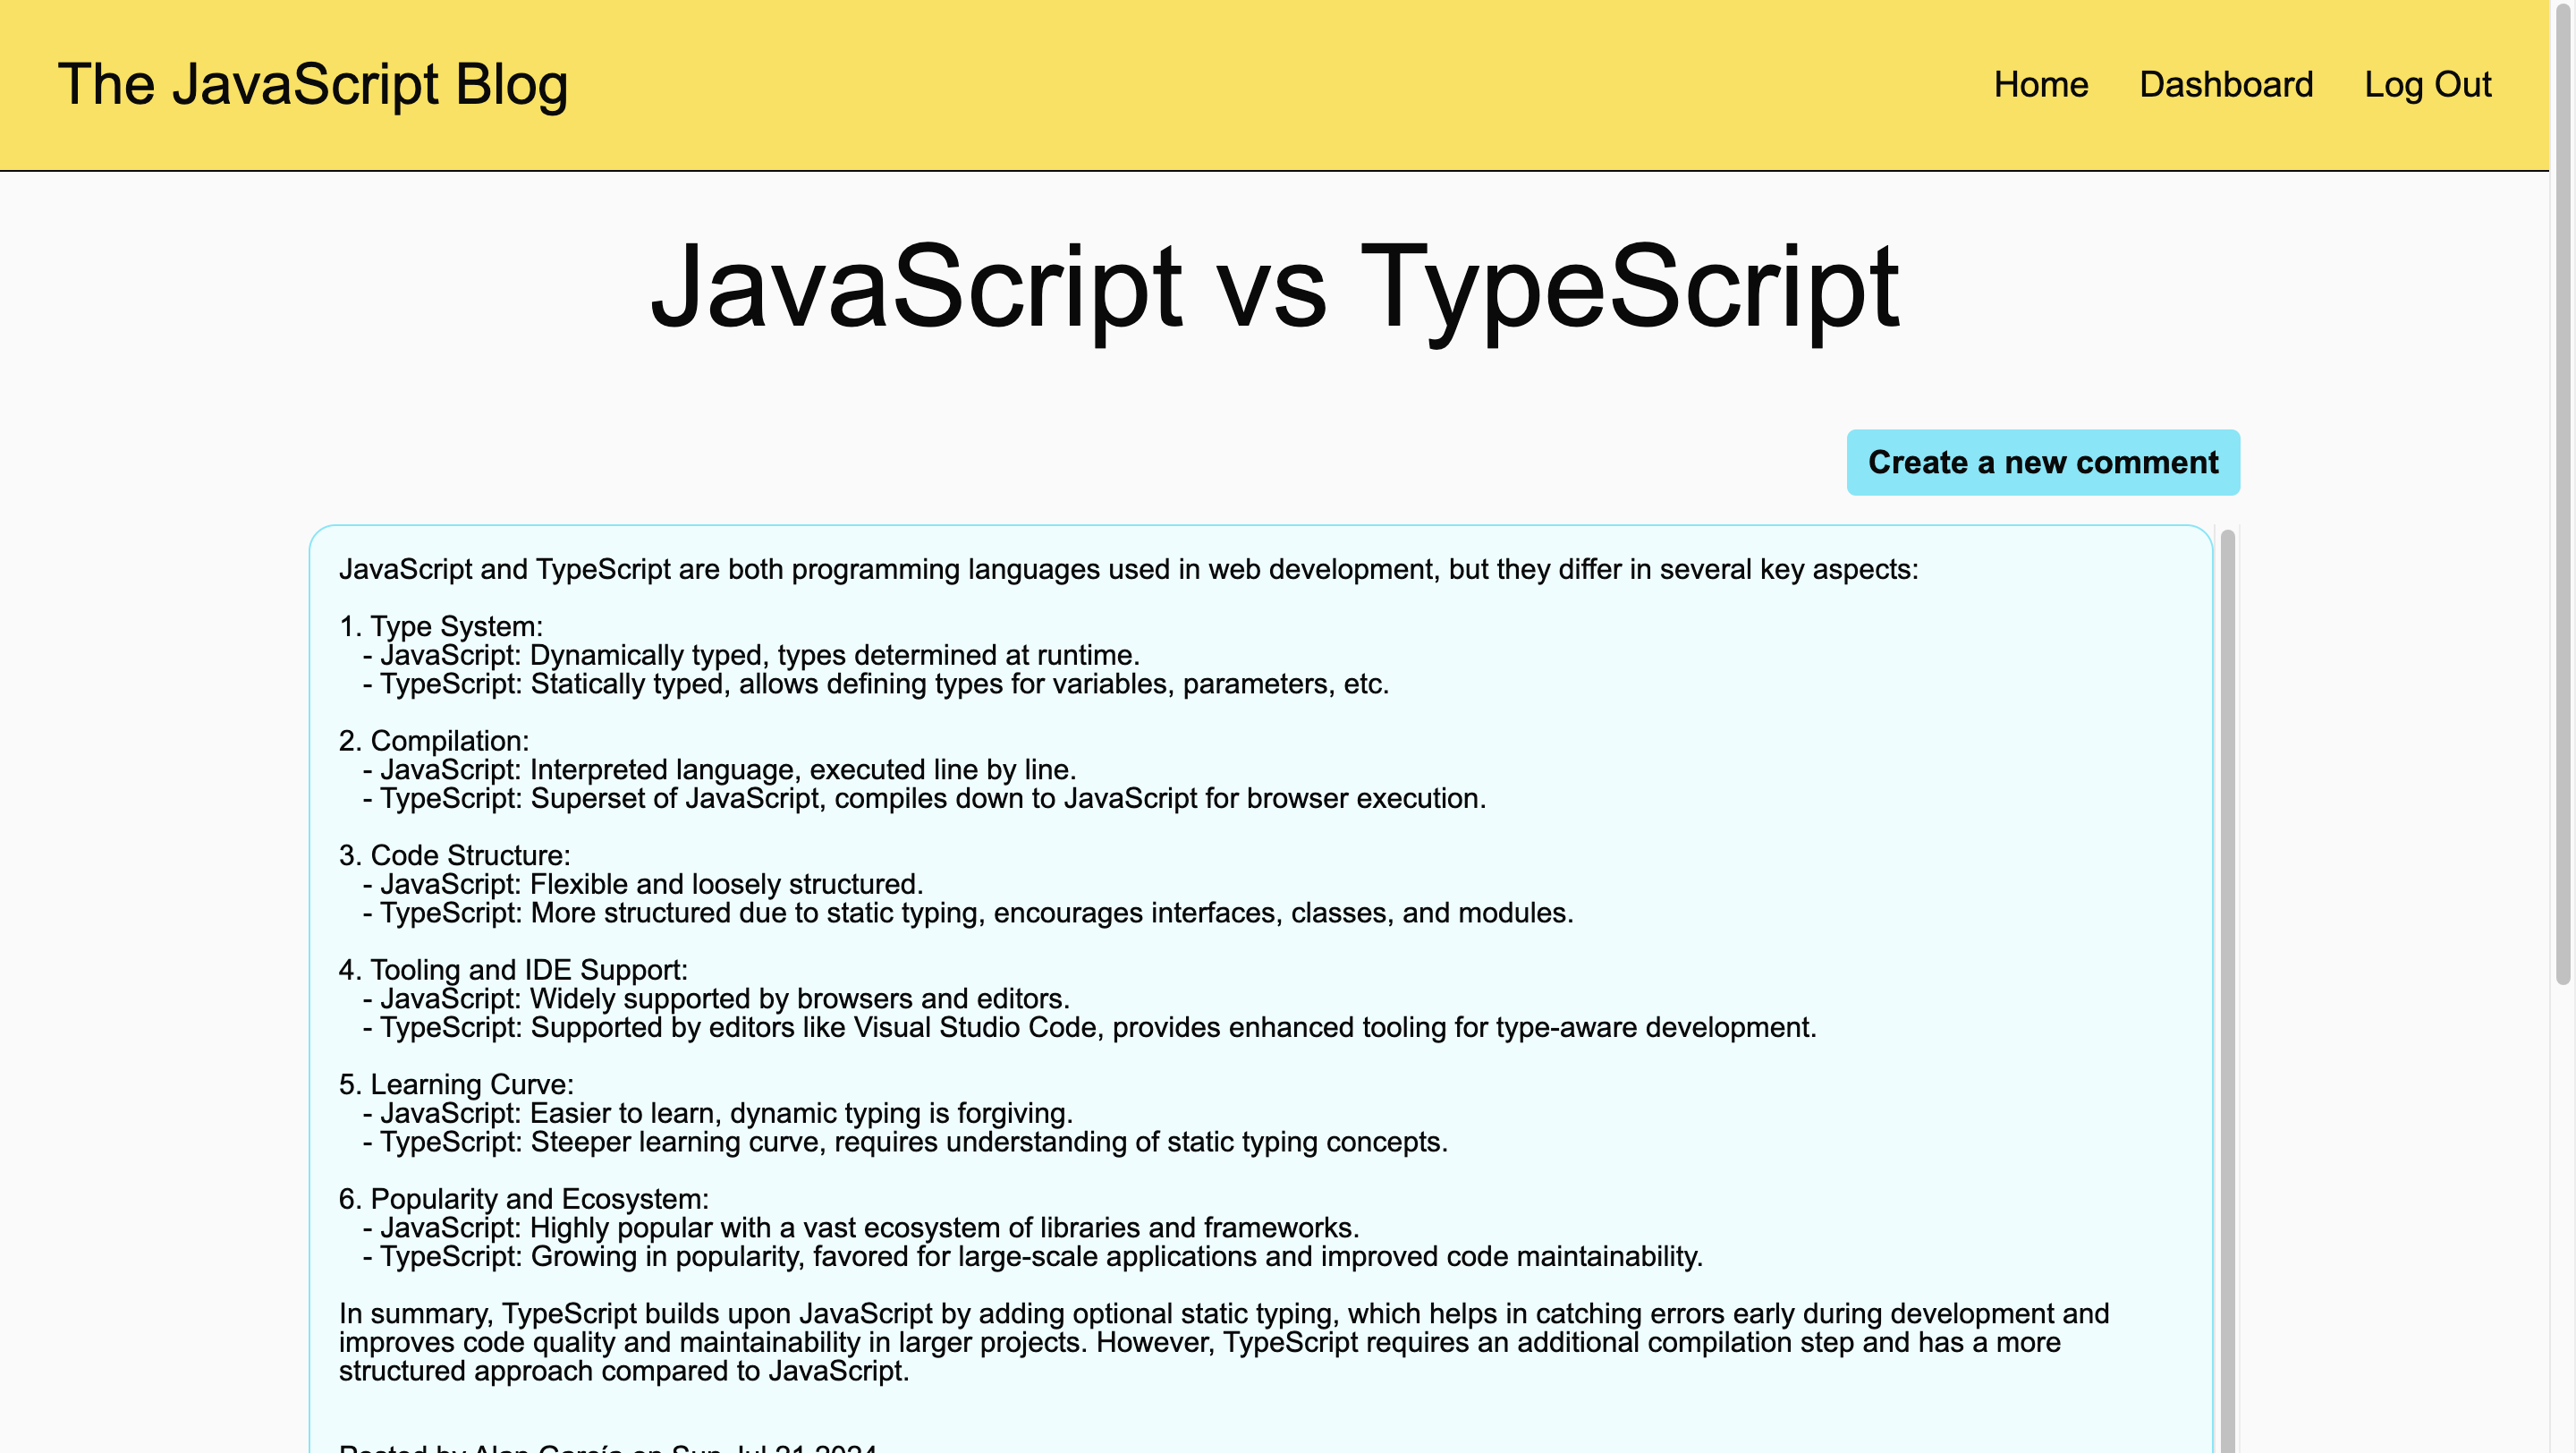 The JavaScript Blog
Home Dashboard Log Out
JavaScript vs TypeScript
Create a new comment
JavaScript and TypeScript are both programming languages used in web development, but they differ in several key aspects:
1. Type System:
- JavaScript: Dynamically typed, types determined at runtime.
- TypeScript: Statically typed, allows defining types for variables, parameters, etc.
2. Compilation:
- JavaScript: Interpreted language, executed line by line.
- TypeScript: Superset of JavaScript, compiles down to JavaScript for browser execution.
3. Code Structure:
- JavaScript: Flexible and loosely structured.
- TypeScript: More structured due to static typing, encourages interfaces, classes, and modules.
4. Tooling and IDE Support:
- JavaScript: Widely supported by browsers and editors.
- TypeScript: Supported by editors like Visual Studio Code, provides enhanced tooling for type-aware development.
5. Learning Curve:
- JavaScript: Easier to learn, dynamic typing is forgiving.
- TypeScript: Steeper learning curve, requires understanding of static typing concepts.
6. Popularity and Ecosystem:
- JavaScript: Highly popular with a vast ecosystem of libraries and frameworks.
- TypeScript: Growing in popularity, favored for large-scale applications and improved code maintainability.
In summary, TypeScript builds upon JavaScript by adding optional static typing, which helps in catching errors early during development and
improves code quality and maintainability in larger projects. However, TypeScript requires an additional compilation step and has a more
structured approach compared to JavaScript.
Posted by Alan García on Sun Jul 21 2024